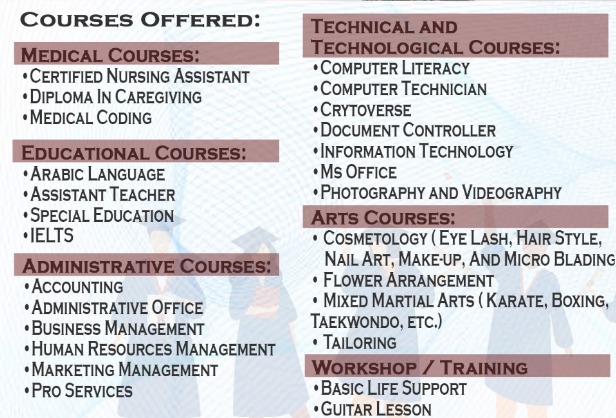 COURSES OFFERED:
MEDICAL COURSES:
•CERTIFIED NURSING ASSISTANT
•DIPLOMA IN CAREGIVING
•MEDICAL CODING
EDUCATIONAL COURSES:
•ARABIC LANGUAGE
•ASSISTANT TEACHER
•SPECIAL EDUCATION
•IELTS
ADMINISTRATIVE COURSES:
•ACCOUNTING
•ADMINISTRATIVE OFFICE
•BUSINESS MANAGEMENT
•HUMAN RESOURCES MANAGEMENT
•MARKETING MANAGEMENT
•PRO SERVICES
TECHNICAL AND
TECHNOLOGICAL COURSES:
•COMPUTER LITERACY
•COMPUTER TECHNICIAN
•CRYTOVERSE
•DOCUMENT CONTROLLER
•INFORMATION TECHNOLOGY
•MS OFFICE
•PHOTOGRAPHY AND VIDEOGRAPHY
ARTS COURSES:
• COSMETOLOGY ( EYE LASH, HAIR STYLE,
NAIL ART, MAKE-UP, AND MICRO BLADING
• FLOWER ARRANGEMENT
• MIXED MARTIAL ARTS ( KARATE, BOXING,
TAEKWONDO, ETC.)
• TAILORING
WORKSHOP / TRAINING
•BASIC LIFE SUPPORT
•GUITAR LESSON